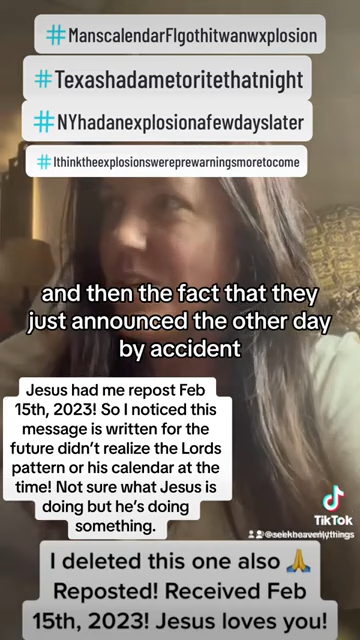 #ManscalendarFIgothitwanwxplosion
#Texashadametoritethatnight
#NYhadanexplosionafewdayslater
#Ithinktheexplosionswereprewarningsmoretocome
and then the fact that they
just announced the other day
by accident
Jesus had me repost Feb
15th, 2023! So I noticed this
message is written for the
future didn’t realize the Lords
pattern or his calendar at the
time! Not sure what Jesus is
doing but he’s doing
something.
TikTok
@seekheavenlythings
I deleted this one also 🙏
Reposted! Received Feb
15th, 2023! Jesus loves you!